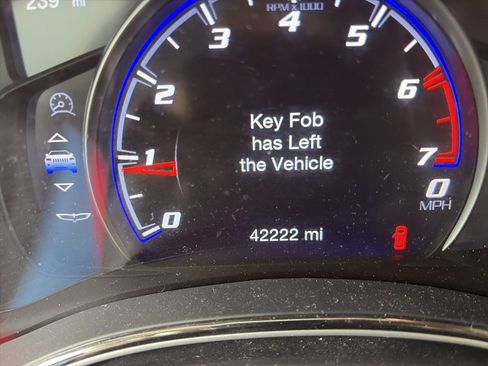 239 mi
RPM x 1000
0
1
2
3
4
5
6
7
Key Fob
has Left
the Vehicle
0
MPH
42222 mi